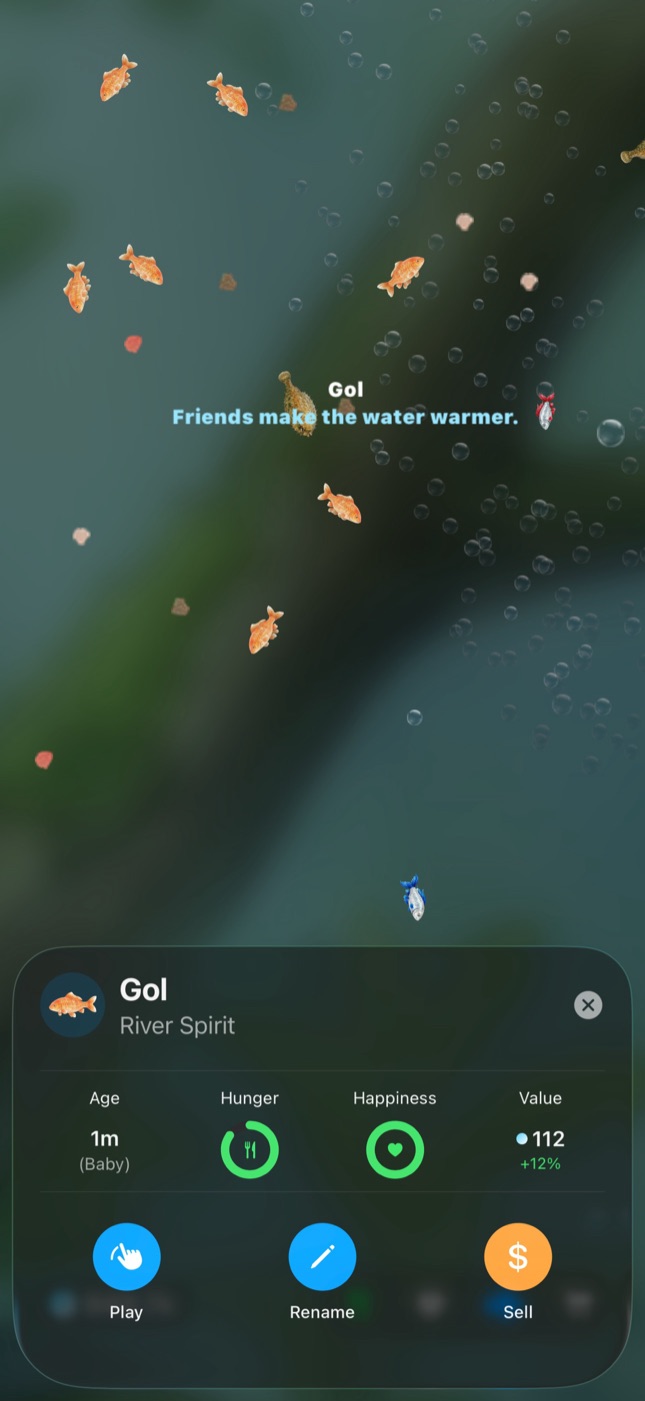 Gol
Friends make the water warmer.
Gol
River Spirit
Age
Hunger
Happiness
Value
1m
(Baby)
112
+12%
$
Play
Rename
Sell